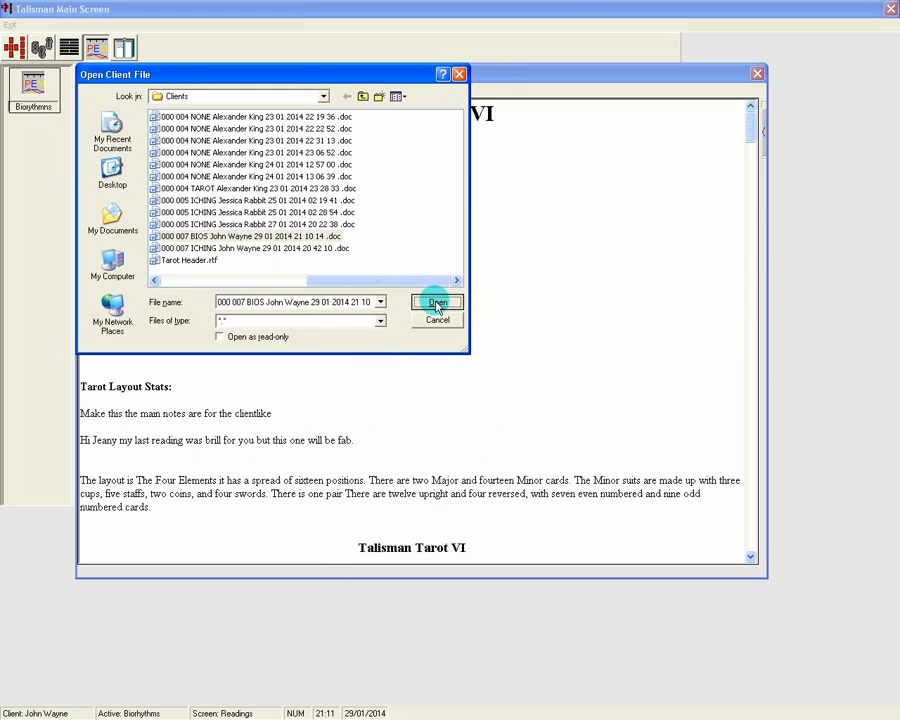 Talisman Main Screen
Exit
Biorythmns
Open Client File
Look in:
Clients
My Recent
Documents
Desktop
My Documents
My Computer
My Network
Places
000 004 NONE Alexander King 23 01 2014 22 19 36 .doc
000 004 NONE Alexander King 23 01 2014 22 22 52 .doc
000 004 NONE Alexander King 23 01 2014 22 31 13 .doc
000 004 NONE Alexander King 23 01 2014 23 06 52 .doc
000 004 NONE Alexander King 24 01 2014 12 57 00 .doc
000 004 NONE Alexander King 24 01 2014 13 06 39 .doc
000 004 TAROT Alexander King 23 01 2014 23 28 33 .doc
000 005 ICHING Jessica Rabbit 25 01 2014 02 19 41 .doc
000 005 ICHING Jessica Rabbit 25 01 2014 02 28 54 .doc
000 005 ICHING Jessica Rabbit 27 01 2014 20 22 38 .doc
000 007 BIOS John Wayne 29 01 2014 21 10 14 .doc
000 007 ICHING John Wayne 29 01 2014 20 42 10 .doc
Tarot Header.rtf
File name:
000 007 BIOS John Wayne 29 01 2014 21 10
Open
Files of type:
*.*
Cancel
Open as read-only
VI
Tarot Layout Stats:
Make this the main notes are for the clientlike
Hi Jeany my last reading was brill for you but this one will be fab.
The layout is The Four Elements it has a spread of sixteen positions. There are two Major and fourteen Minor cards. The Minor suits are made up with three
cups, five staffs, two coins, and four swords. There is one pair There are twelve upright and four reversed, with seven even numbered and nine odd
numbered cards.
Talisman Tarot VI
Client: John Wayne
Active: Biorhythms
Screen: Readings
NUM
21:11
29/01/2014